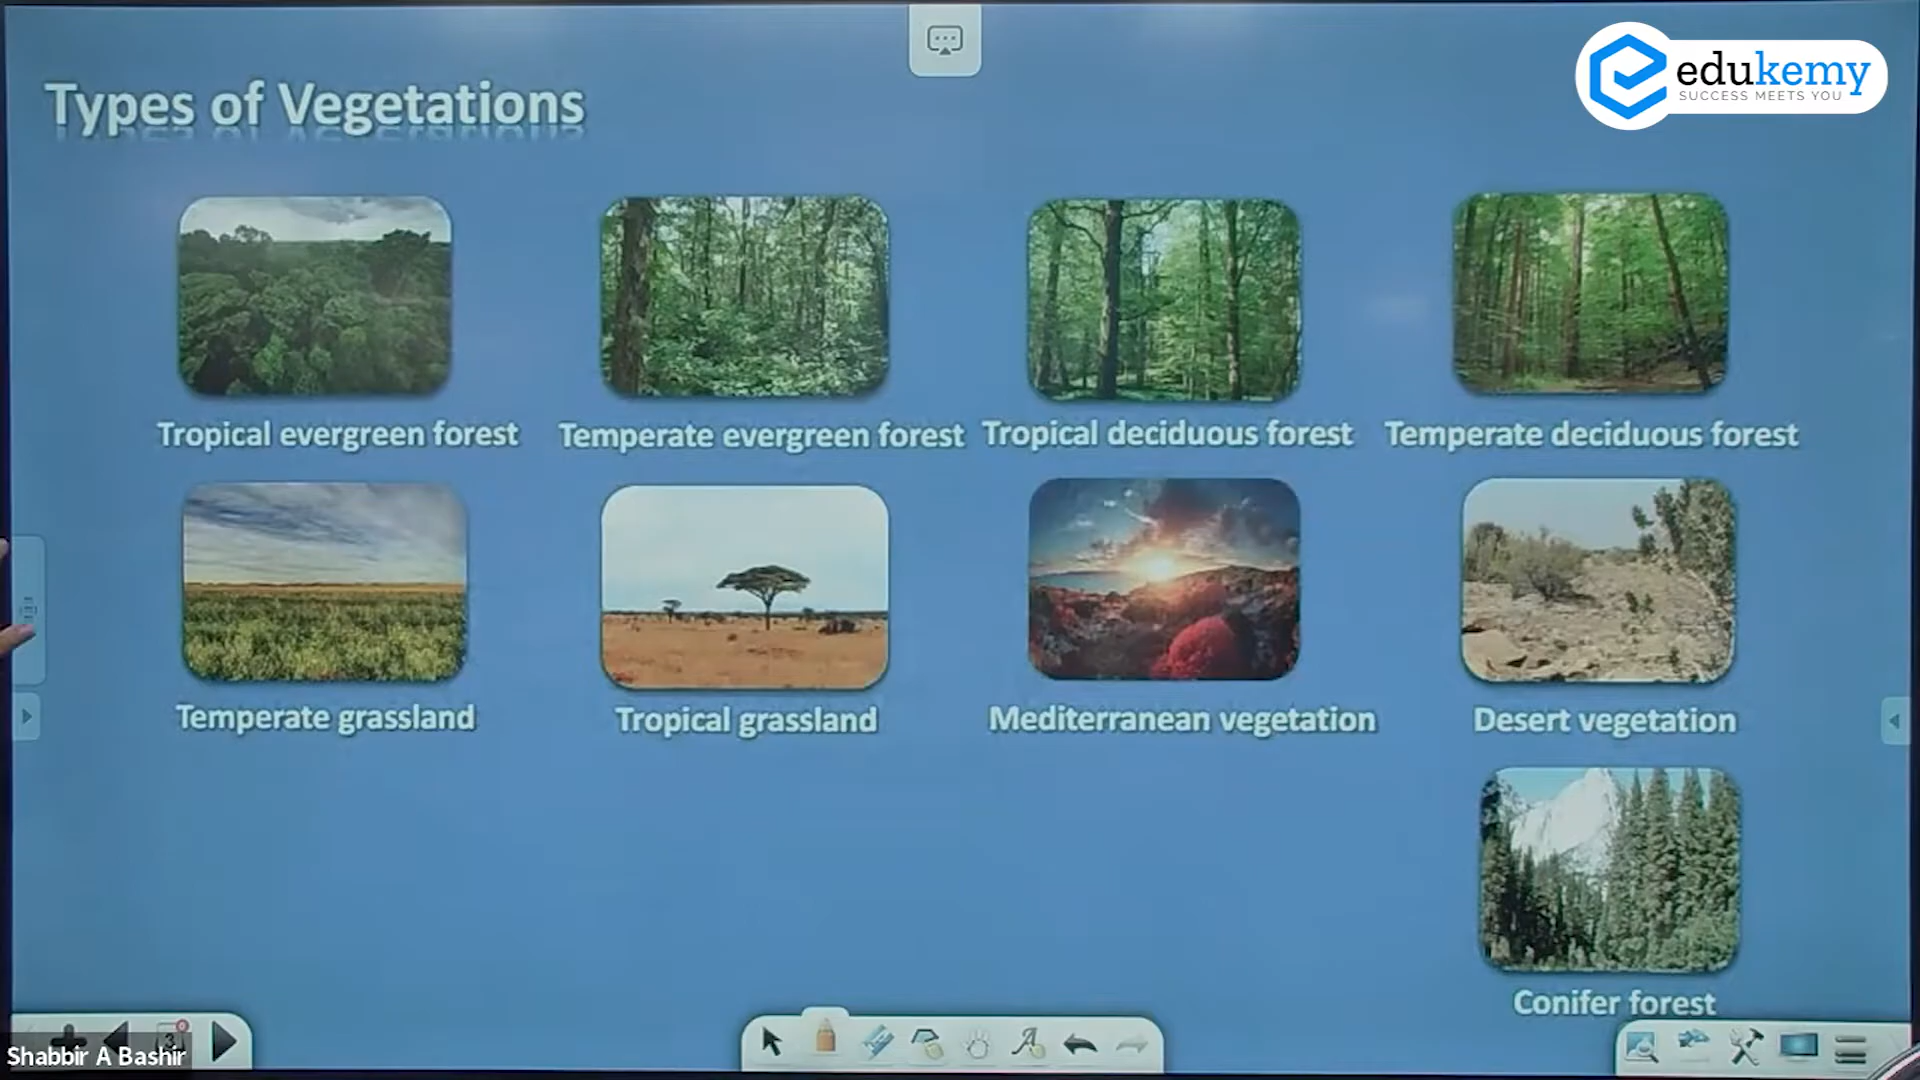 edukemy
SUCCESS MEETS YOU
Types of Vegetations
Tropical evergreen forest
Temperate evergreen forest
Tropical deciduous forest
Temperate deciduous forest
Temperate grassland
Tropical grassland
Mediterranean vegetation
Desert vegetation
Conifer forest
3
Shabbir A Bashir